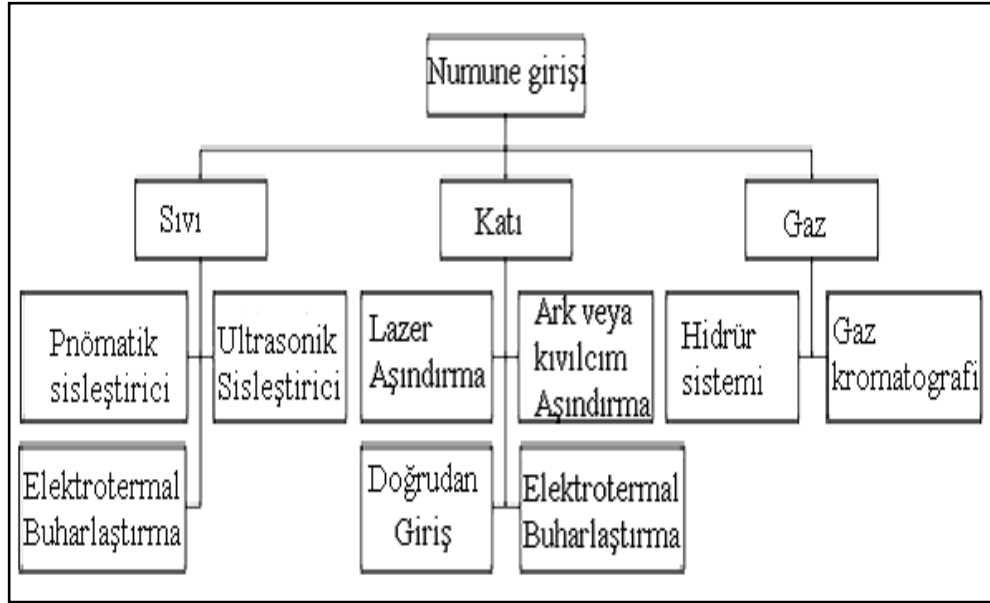 Numune girişi
Sıvı
Katı
Gaz
Pnömatik
sisleştirici
Ultrasonik
Sisleştirici
Lazer
Aşındırma
Ark veya
kıvılcım
Aşındırma
Hidrür
sistemi
Gaz
kromatografi
Elektrotermal
Buharlaştırma
Doğrudan
Giriş
Elektrotermal
Buharlaştırma